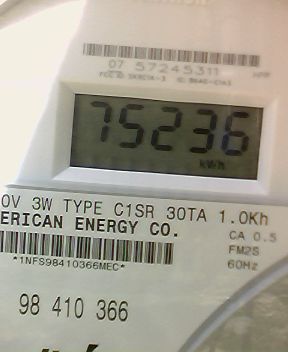 07 57245311
75236
kWh
0V 3W TYPE C1SR 30TA 1.0Kh
ERICAN ENERGY CO.
CA 0.5
FM2S
60Hz
*1NFS98410366MEC*
98 410 366